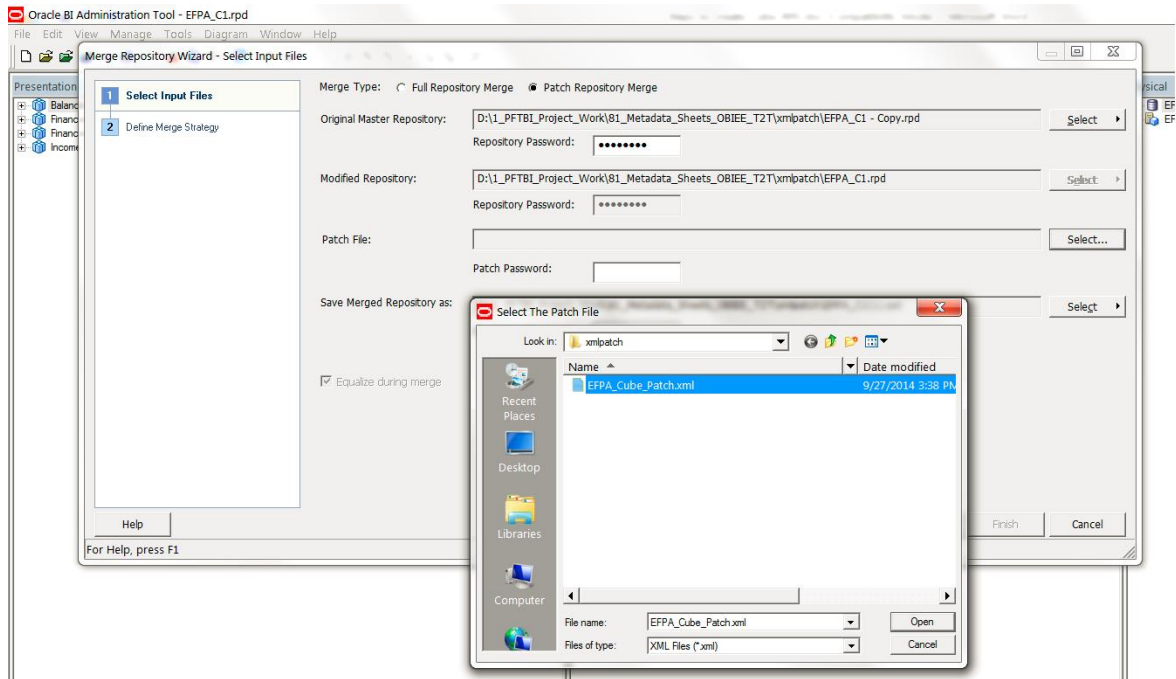 Oracle BI Administration Tool - EFPA_C1.rpd
File Edit View Manage Tools Diagram Window Help
Merge Repository Wizard - Select Input Files
Presentation
Balanc
Financ
Financ
Income
ysical
EF
EF
1 Select Input Files
2 Define Merge Strategy
Merge Type: Full Repository Merge Patch Repository Merge
Original Master Repository: D:\1_PFTBI_Project_Work\81_Metadata_Sheets_OBIEE_T2T\xmlpatch\EFPA_C1 - Copy.rpd Select
Repository Password: ••••••••
Modified Repository: D:\1_PFTBI_Project_Work\81_Metadata_Sheets_OBIEE_T2T\xmlpatch\EFPA_C1.rpd Select
Repository Password: ••••••••
Patch File: Select...
Patch Password:
Save Merged Repository as: Select
Equalize during merge
Select The Patch File
Look in: xmlpatch
Name Date modified
EFPA_Cube_Patch.xml 9/27/2014 3:38 PM
Recent
Places
Desktop
Libraries
Computer
File name: EFPA_Cube_Patch.xml Open
Files of type: XML Files (*.xml) Cancel
Help Finish Cancel
For Help, press F1